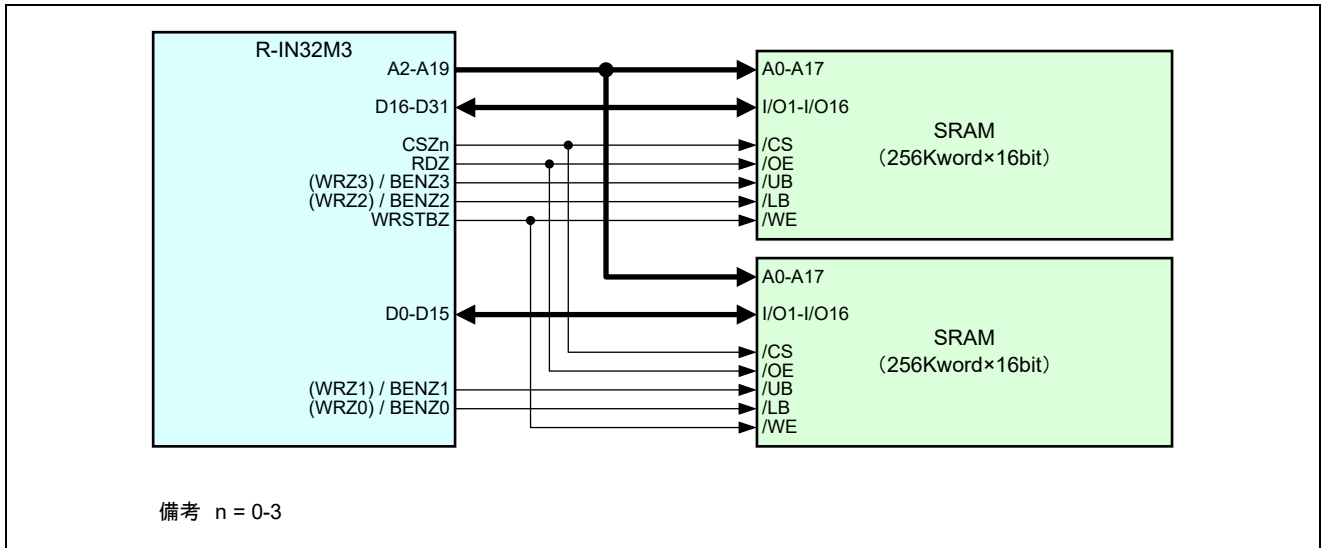 R-IN32M3
A2-A19
D16-D31
CSZn
RDZ
(WRZ3) / BENZ3
(WRZ2) / BENZ2
WRSTBZ
D0-D15
(WRZ1) / BENZ1
(WRZ0) / BENZ0
A0-A17
I/O1-I/O16
/CS
/OE
/UB
/LB
/WE
SRAM
（256Kword×16bit）
A0-A17
I/O1-I/O16
/CS
/OE
/UB
/LB
/WE
SRAM
（256Kword×16bit）
備考 n = 0-3